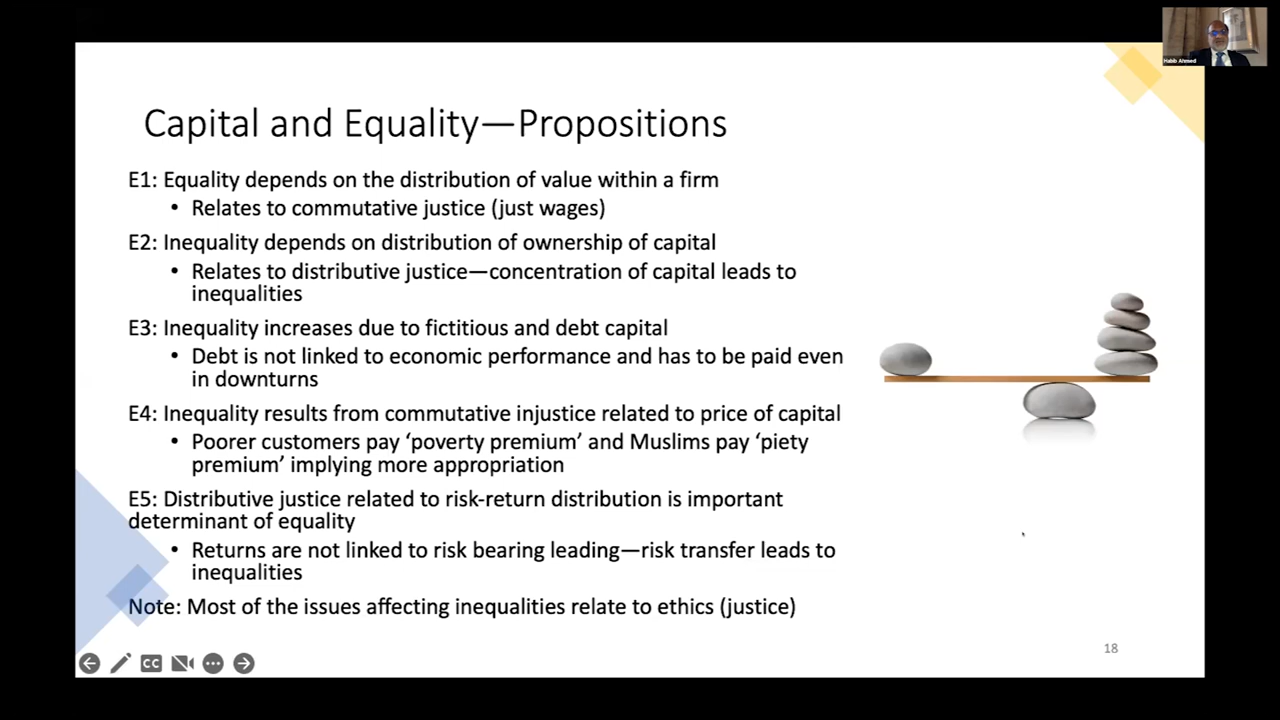 Habib Ahmed
Capital and Equality—Propositions
E1: Equality depends on the distribution of value within a firm
• Relates to commutative justice (just wages)
E2: Inequality depends on distribution of ownership of capital
• Relates to distributive justice—concentration of capital leads to
inequalities
E3: Inequality increases due to fictitious and debt capital
• Debt is not linked to economic performance and has to be paid even
in downturns
E4: Inequality results from commutative injustice related to price of capital
• Poorer customers pay ‘poverty premium’ and Muslims pay ‘piety
premium’ implying more appropriation
E5: Distributive justice related to risk-return distribution is important
determinant of equality
• Returns are not linked to risk bearing leading—risk transfer leads to
inequalities
Note: Most of the issues affecting inequalities relate to ethics (justice)
18
CC